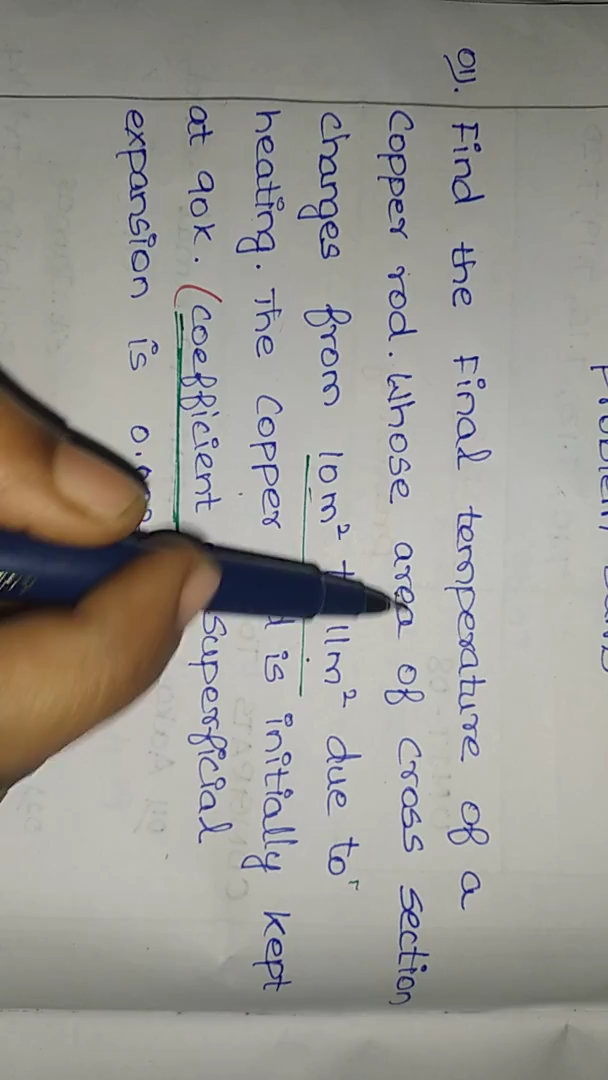 Q1). Find the Final temperature of a
Copper rod. Whose area of cross section
changes from 10m² 11m² due to
heating. The Copper is initially kept
at 90K. (coefficient superficial
expansion is